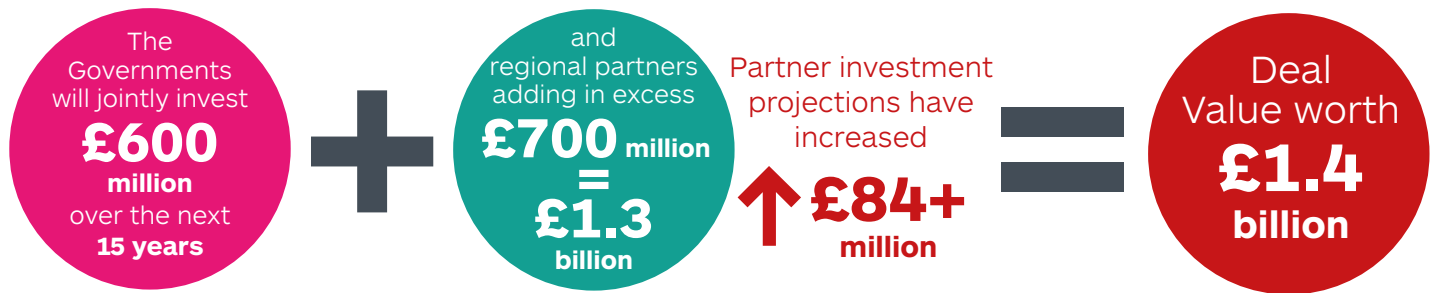 The
Governments
will jointly invest
£600
million
over the next
15 years
+
and
regional partners
adding in excess
£700 million
=
£1.3
billion
Partner investment
projections have
increased
↑ £84+
million
=
Deal
Value worth
£1.4
billion